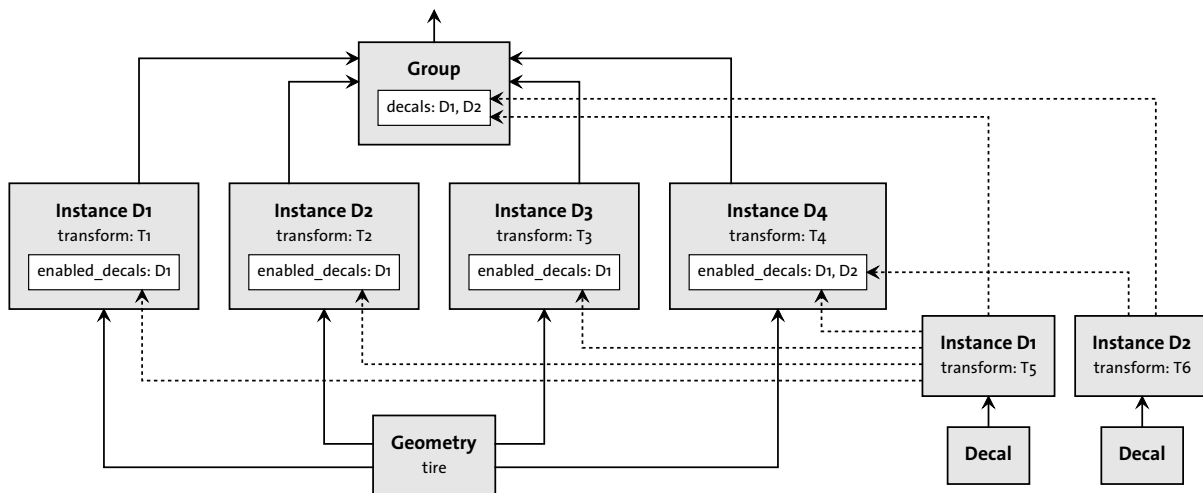 Group
decals: D1, D2
Instance D1
transform: T1
enabled_decals: D1
Instance D2
transform: T2
enabled_decals: D1
Instance D3
transform: T3
enabled_decals: D1
Instance D4
transform: T4
enabled_decals: D1, D2
Instance D1
transform: T5
Instance D2
transform: T6
Geometry
tire
Decal
Decal